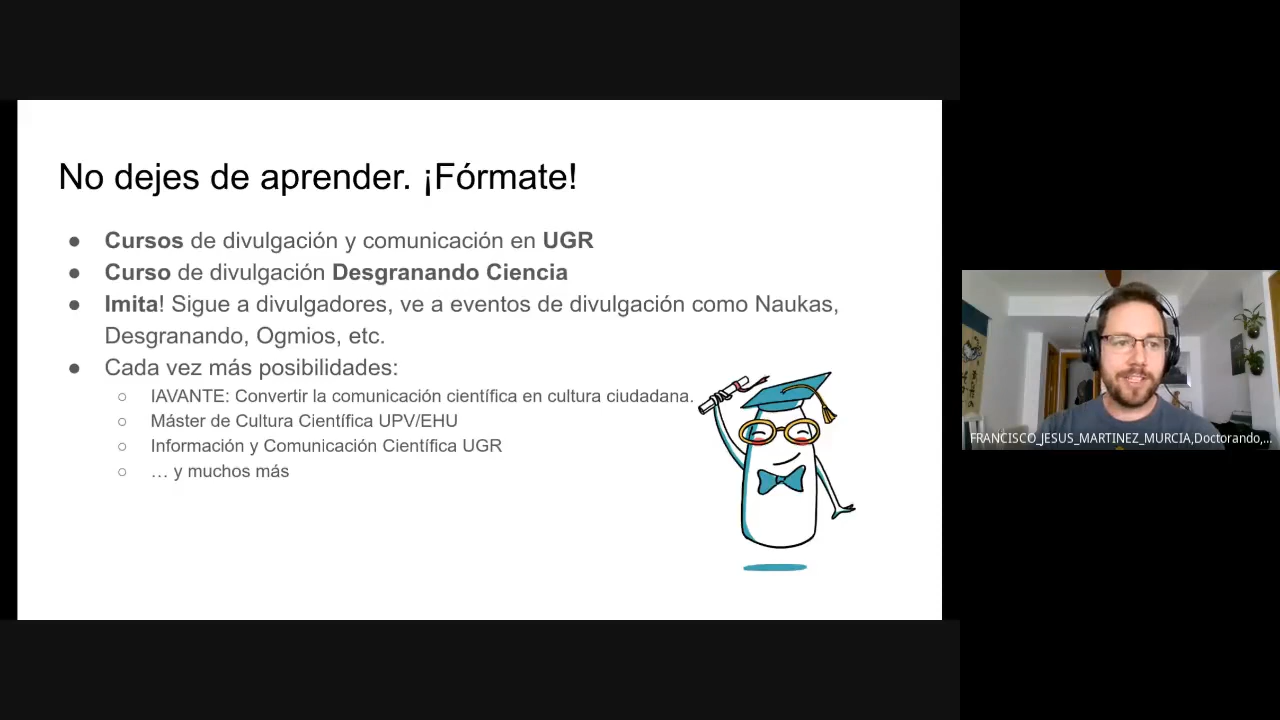 No dejes de aprender. ¡Fórmate!
● Cursos de divulgación y comunicación en UGR
● Curso de divulgación Desgranando Ciencia
● Imita! Sigue a divulgadores, ve a eventos de divulgación como Naukas,
Desgranando, Ogmios, etc.
● Cada vez más posibilidades:
○ IAVANTE: Convertir la comunicación científica en cultura ciudadana.
○ Máster de Cultura Científica UPV/EHU
○ Información y Comunicación Científica UGR
○ … y muchos más
FRANCISCO_JESUS_MARTINEZ_MURCIA,Doctorando,...